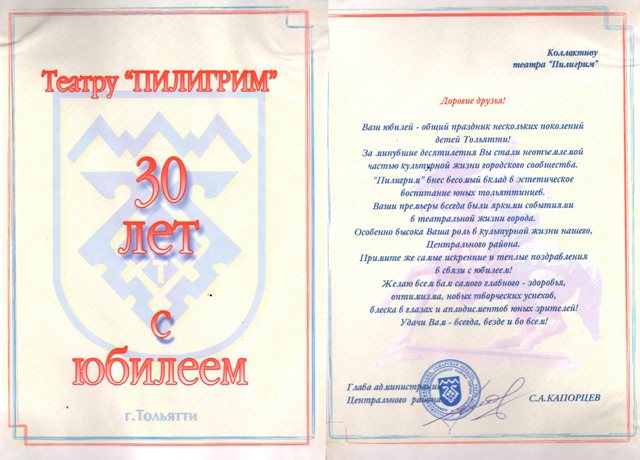 Театру "ПИЛИГРИМ"
30
лет
с
юбилеем
г.Тольятти
Коллективу
театра "Пилигрим"
Дорогие друзья!
Ваш юбилей - общий праздник нескольких поколений
детей Тольятти!
За минувшие десятилетия Вы стали неотъемлемой
частью культурной жизни городского сообщества.
"Пилигрим" внес весомый вклад в эстетическое
воспитание юных тольяттинцев.
Ваши премьеры всегда были яркими событиями
в театральной жизни города.
Особенно высока Ваша роль в культурной жизни нашего,
Центрального района.
Примите же самые искренние и теплые поздравления
в связи с юбилеем!
Желаю всем вам самого главного - здоровья,
оптимизма, новых творческих успехов,
блеска в глазах и аплодисментов юных зрителей!
Удачи Вам - всегда, везде и во всем!
Глава администрации
Центрального района
С.А.КАПОРЦЕВ